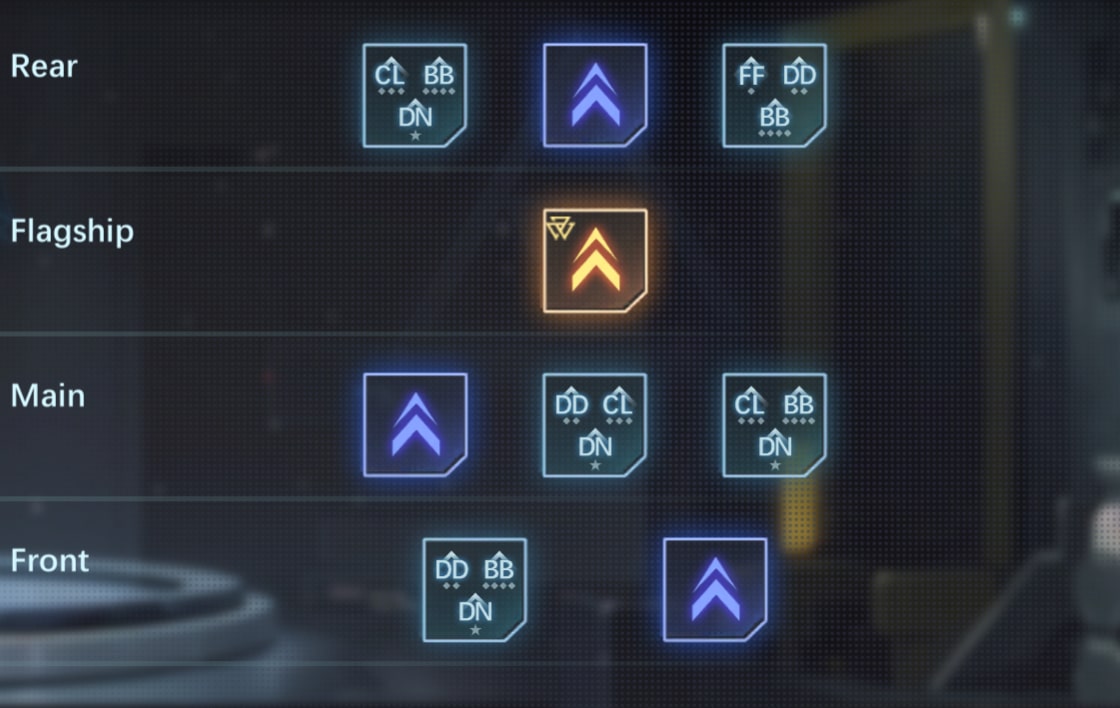 Rear
CL BB
DN
FF DD
BB
Flagship
Main
DD CL
DN
CL BB
DN
Front
DD BB
DN